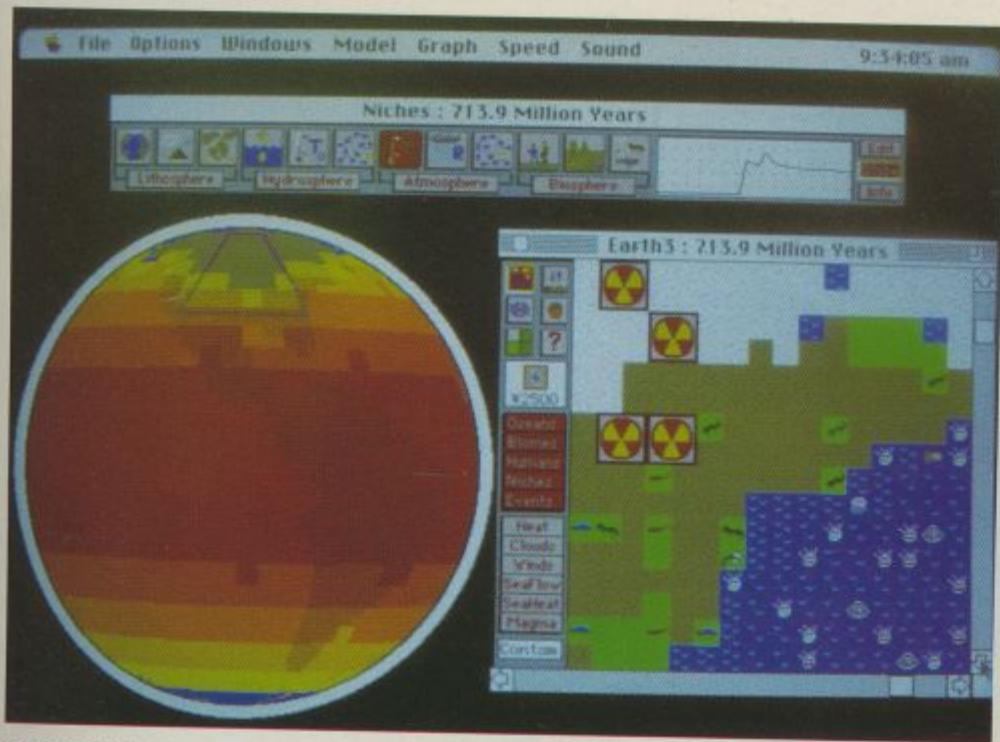 File Options Windows Model Graph Speed Sound 9:34:05 am
Niches : 713.9 Million Years
Lithosphere Hydrosphere Atmosphere Biosphere
Edit
Info
Earth3 : 713.9 Million Years
?
¥2500
Oceans
Biomes
Humans
Niches
Events
Heat
Clouds
Winds
SeaFlow
SeaHeat
Magma
Contam